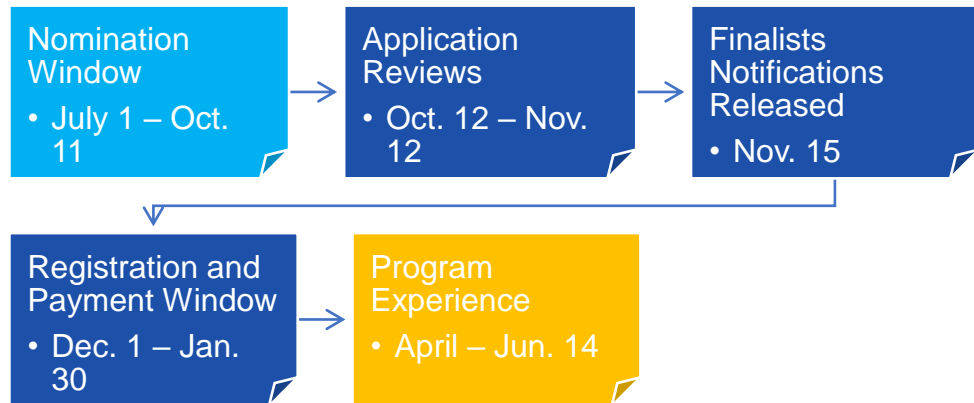 Nomination
Window
• July 1 – Oct.
11
Application
Reviews
• Oct. 12 – Nov.
12
Finalists
Notifications
Released
• Nov. 15
Registration and
Payment Window
• Dec. 1 – Jan.
30
Program
Experience
• April – Jun. 14